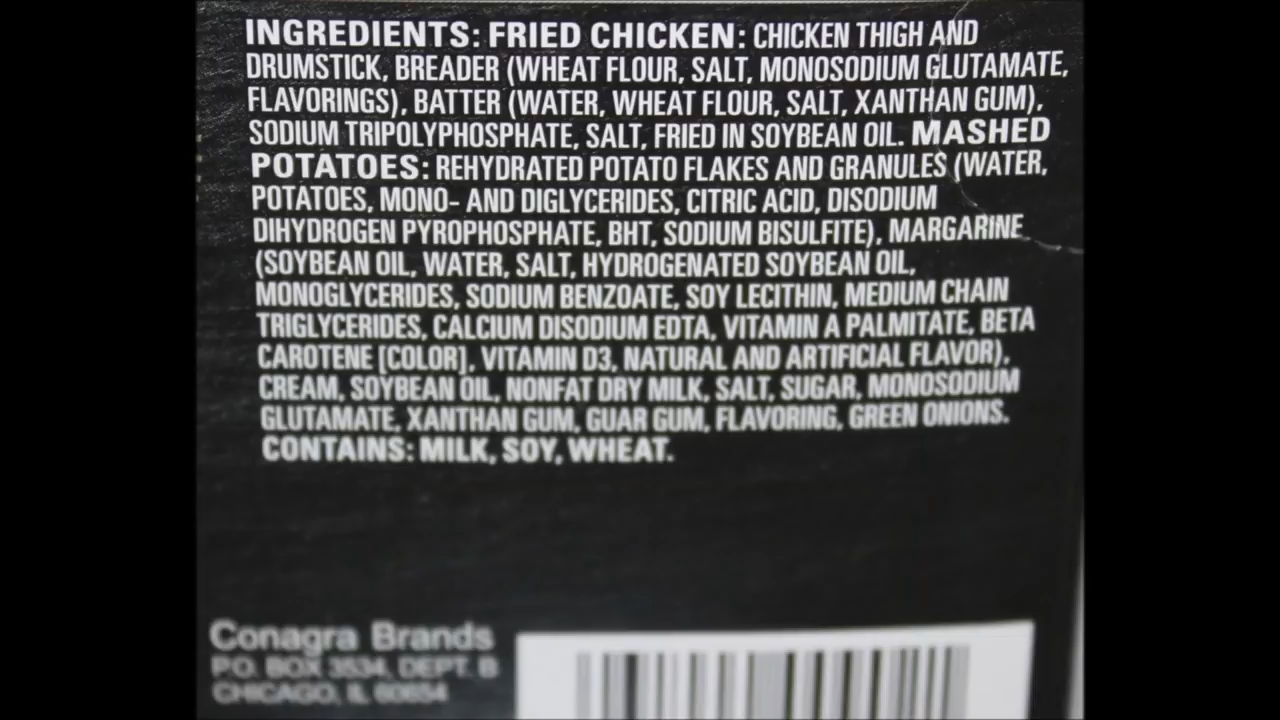 INGREDIENTS: FRIED CHICKEN: CHICKEN THIGH AND
DRUMSTICK, BREADER (WHEAT FLOUR, SALT, MONOSODIUM GLUTAMATE,
FLAVORINGS), BATTER (WATER, WHEAT FLOUR, SALT, XANTHAN GUM),
SODIUM TRIPOLYPHOSPHATE, SALT, FRIED IN SOYBEAN OIL. MASHED
POTATOES: REHYDRATED POTATO FLAKES AND GRANULES (WATER,
POTATOES, MONO- AND DIGLYCERIDES, CITRIC ACID, DISODIUM
DIHYDROGEN PYROPHOSPHATE, BHT, SODIUM BISULFITE), MARGARINE
(SOYBEAN OIL, WATER, SALT, HYDROGENATED SOYBEAN OIL,
MONOGLYCERIDES, SODIUM BENZOATE, SOY LECITHIN, MEDIUM CHAIN
TRIGLYCERIDES, CALCIUM DISODIUM EDTA, VITAMIN A PALMITATE, BETA
CAROTENE [COLOR], VITAMIN D3, NATURAL AND ARTIFICIAL FLAVOR),
CREAM, SOYBEAN OIL, NONFAT DRY MILK, SALT, SUGAR, MONOSODIUM
GLUTAMATE, XANTHAN GUM, GUAR GUM, FLAVORING, GREEN ONIONS.
CONTAINS: MILK, SOY, WHEAT.
Conagra Brands
P.O. BOX 3534, DEPT. B
CHICAGO, IL 60654